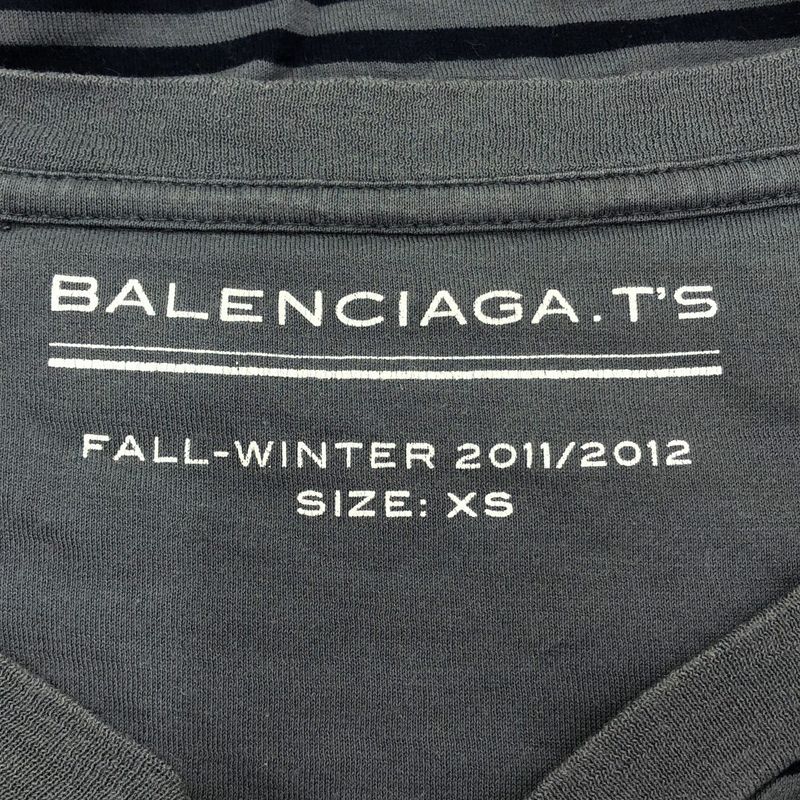 BALENCIAGA.T'S
FALL-WINTER 2011/2012
SIZE: XS